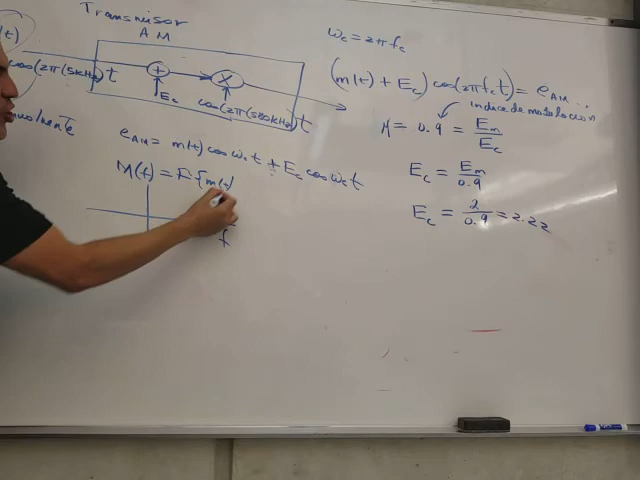 Transmisor
A M
(t)
cos(2π(5kHz)t
+
X
Ec
cos(2π(580kHz)t
nvolvente
eAM = m(t) cos ωc t + Ec cos ωc t
M(f) = F{m(t)
f
ωc = 2π fc
(m(t) + Ec) cos(2π fc t) = eAM
indice de modulacion
M = 0.9 = Em/Ec
Ec = Em/0.9
Ec = 2/0.9 = 2.22